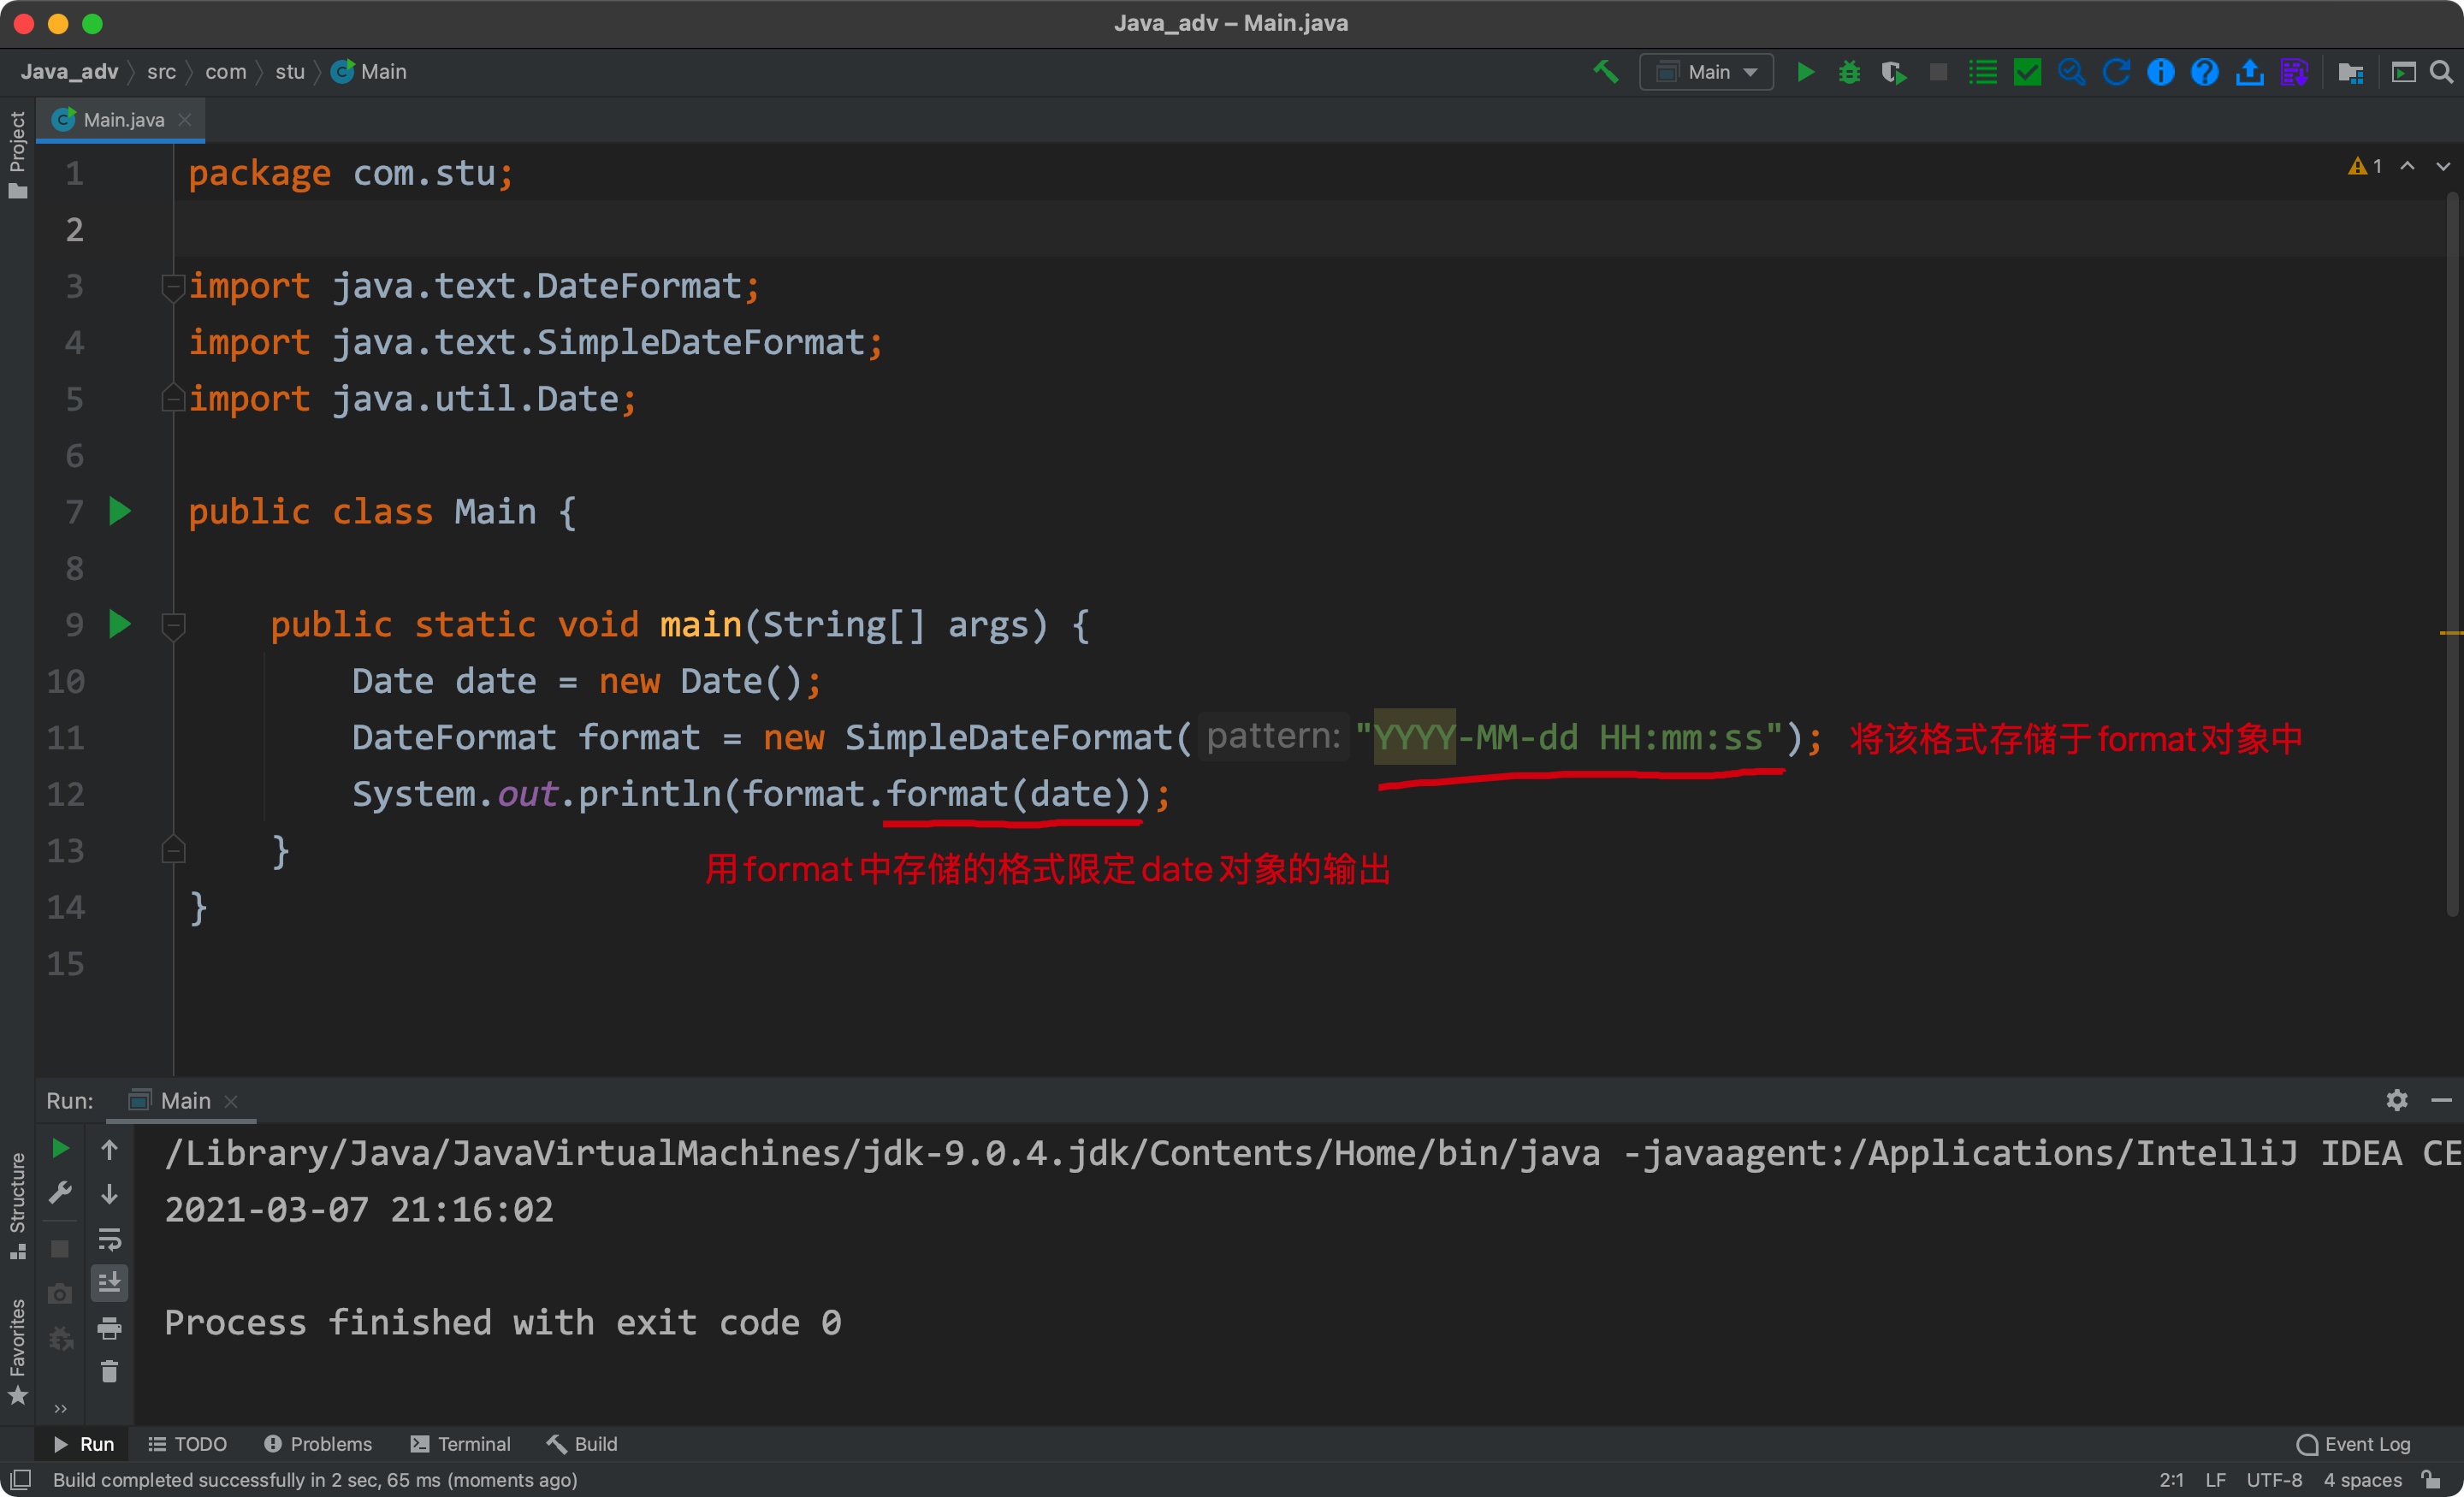 Java_adv – Main.java
Java_adv src com stu Main
Main
Project
Main.java
1 package com.stu;
1
2
3 import java.text.DateFormat;
4 import java.text.SimpleDateFormat;
5 import java.util.Date;
6
7 public class Main {
8
9 public static void main(String[] args) {
10 Date date = new Date();
11 DateFormat format = new SimpleDateFormat( pattern: "YYYY-MM-dd HH:mm:ss"); 将该格式存储于format对象中
12 System.out.println(format.format(date));
13 }
用format中存储的格式限定date对象的输出
14 }
15
Run: Main
/Library/Java/JavaVirtualMachines/jdk-9.0.4.jdk/Contents/Home/bin/java -javaagent:/Applications/IntelliJ IDEA CE
2021-03-07 21:16:02
Process finished with exit code 0
Structure
Favorites
Run TODO Problems Terminal Build Event Log
Build completed successfully in 2 sec, 65 ms (moments ago) 2:1 LF UTF-8 4 spaces